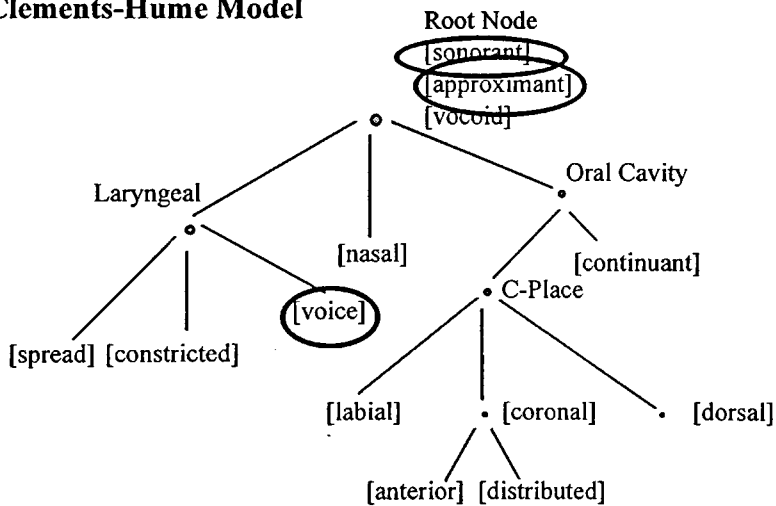 Clements-Hume Model
Root Node
[sonorant]
[approximant]
[vocoid]
Oral Cavity
Laryngeal
[nasal]
[continuant]
C-Place
[voice]
[spread] [constricted]
[labial]
[coronal]
[dorsal]
[anterior] [distributed]